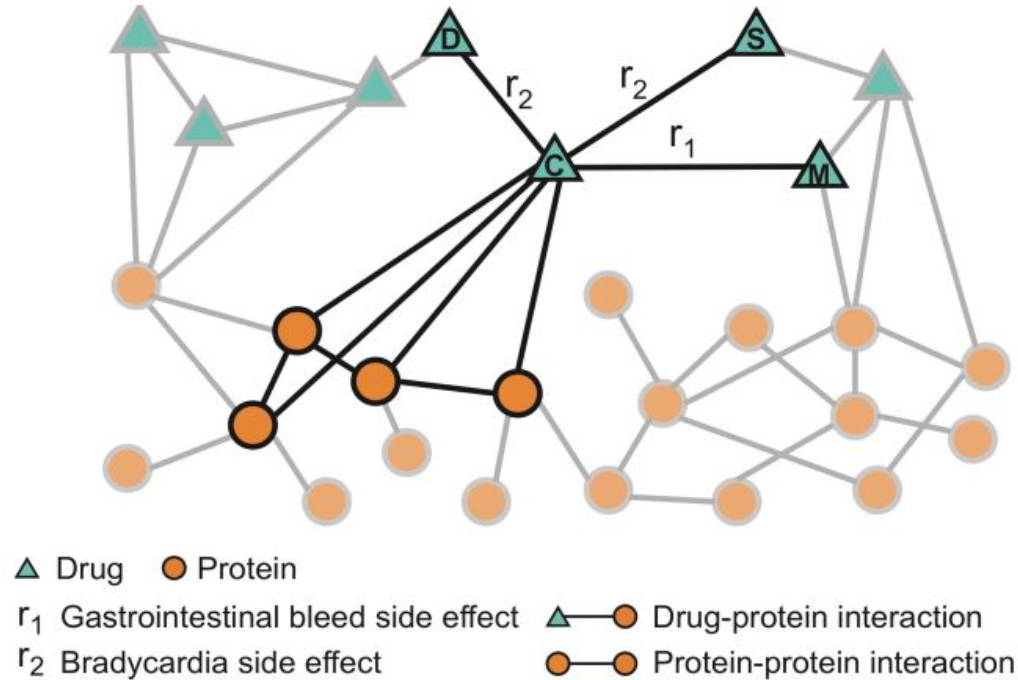 D
S
r2
r2
r1
C
M
Drug
Protein
r1 Gastrointestinal bleed side effect
Drug-protein interaction
r2 Bradycardia side effect
Protein-protein interaction